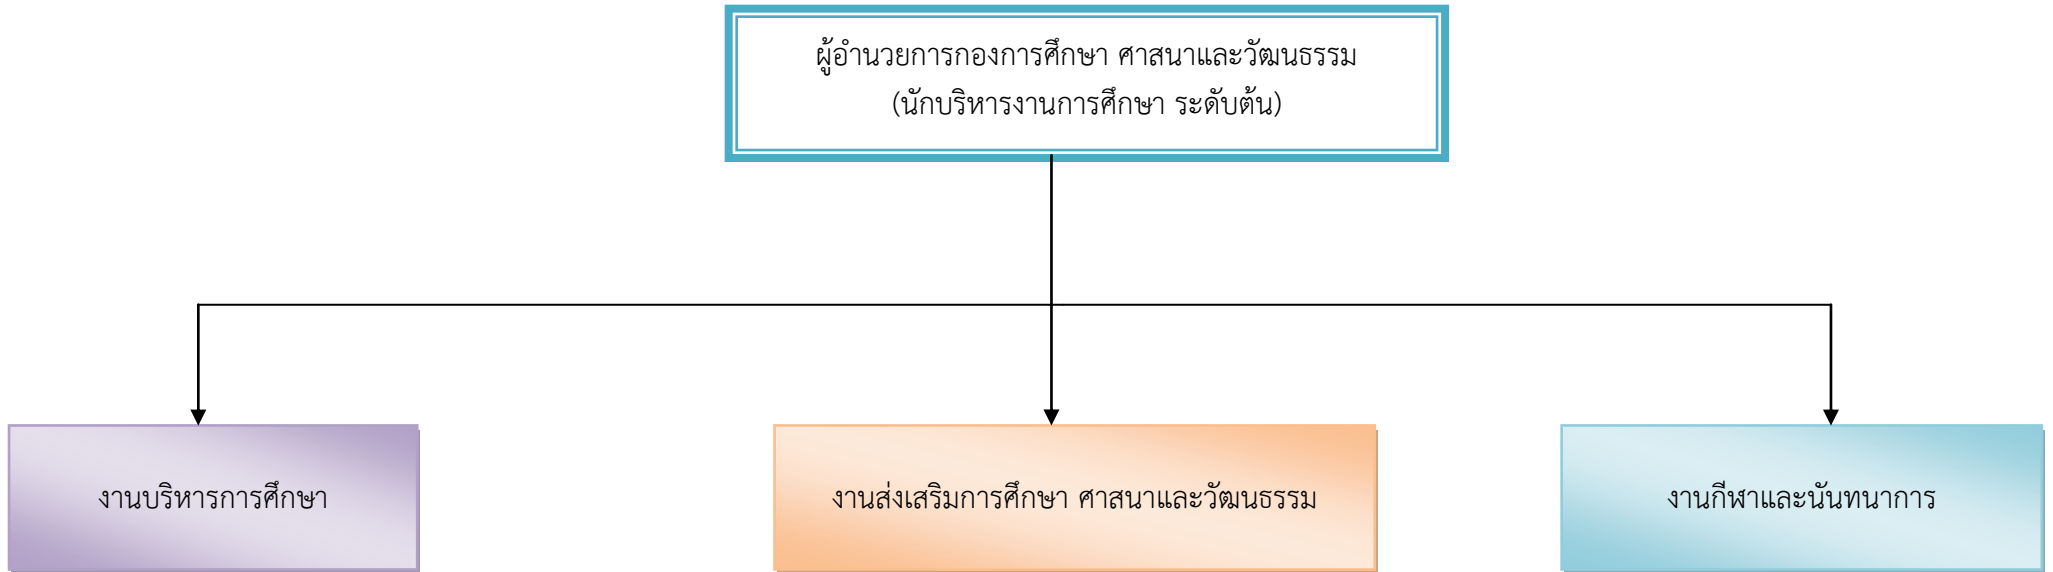 ผู้อำนวยการกองการศึกษา ศาสนาและวัฒนธรรม
(นักบริหารงานการศึกษา ระดับต้น)
งานบริหารการศึกษา
งานส่งเสริมการศึกษา ศาสนาและวัฒนธรรม
งานกีฬาและนันทนาการ